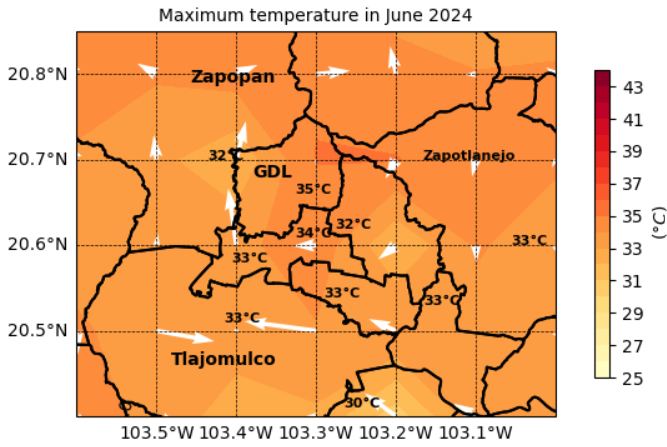 Maximum temperature in June 2024
20.8°N
20.7°N
20.6°N
20.5°N
Zapopan
32°C
Zapotlanejo
GDL
35°C
32°C
34°C
33°C
33°C
33°C
33°C
33°C
Tlajomulco
30°C
103.5°W 103.4°W 103.3°W 103.2°W 103.1°W
43
41
39
37
35
33
31
29
27
25
(°C)